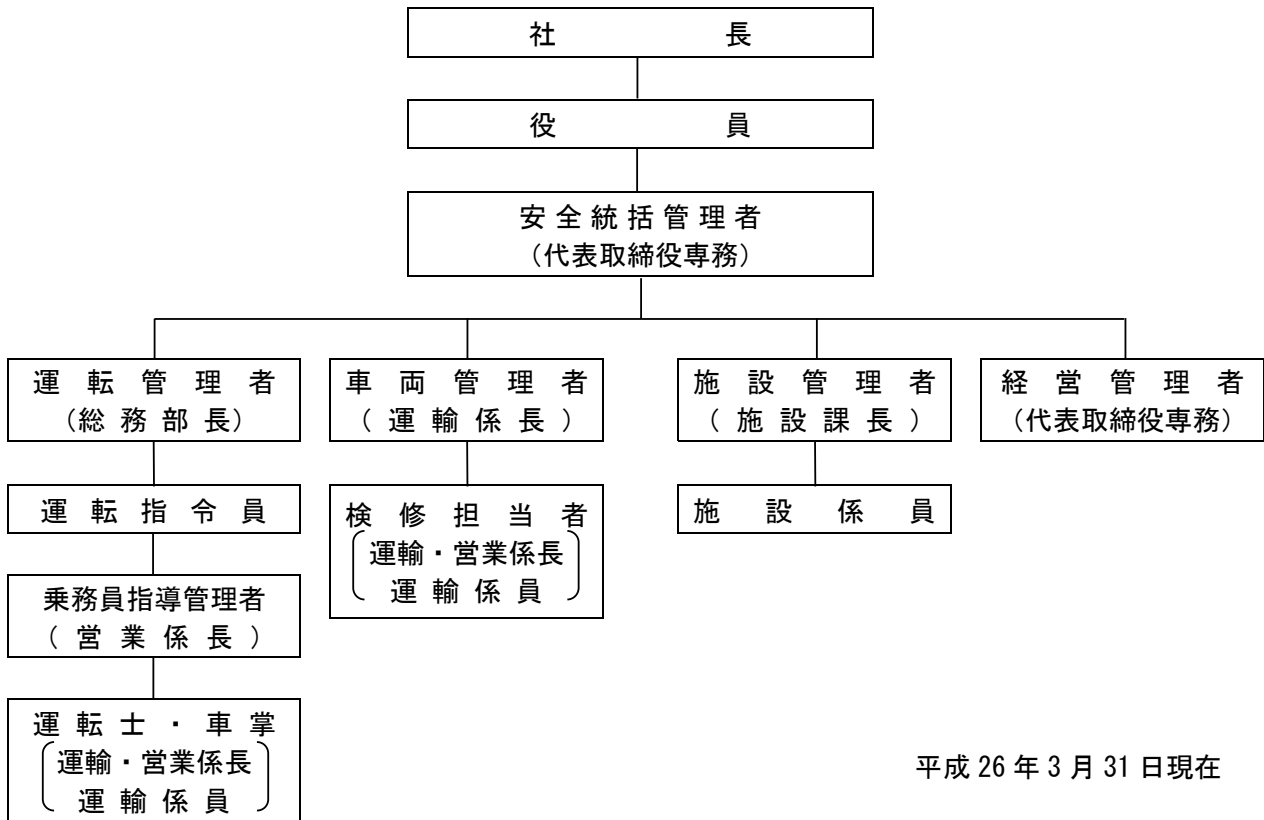 社長
役員
安全統括管理者
（代表取締役専務）
運転管理者
（総務部長）
車両管理者
（運輸係長）
施設管理者
（施設課長）
経営管理者
（代表取締役専務）
運転指令員
検修担当者
運輸・営業係長
運輸係員
施設係員
乗務員指導管理者
（営業係長）
運転士・車掌
運輸・営業係長
運輸係員
平成26年3月31日現在